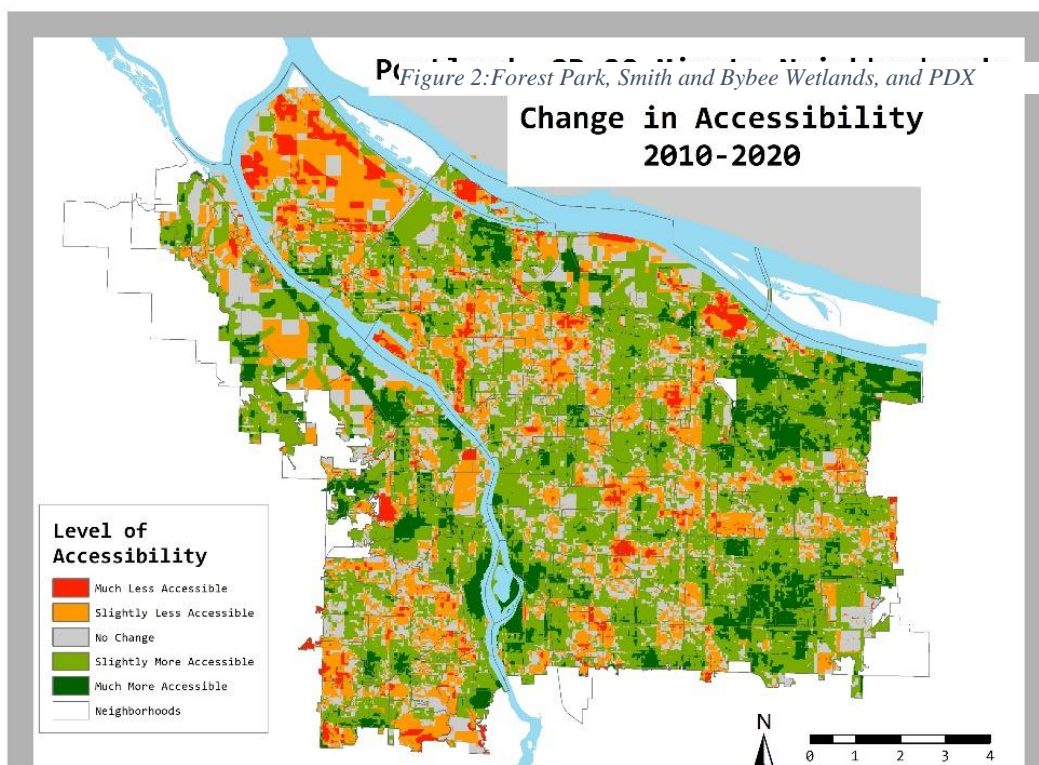 Figure 2:Forest Park, Smith and Bybee Wetlands, and PDX
Change in Accessibility
2010-2020
Level of
Accessibility
Much Less Accessible
Slightly Less Accessible
No Change
Slightly More Accessible
Much More Accessible
Neighborhoods
N
0 1 2 3 4